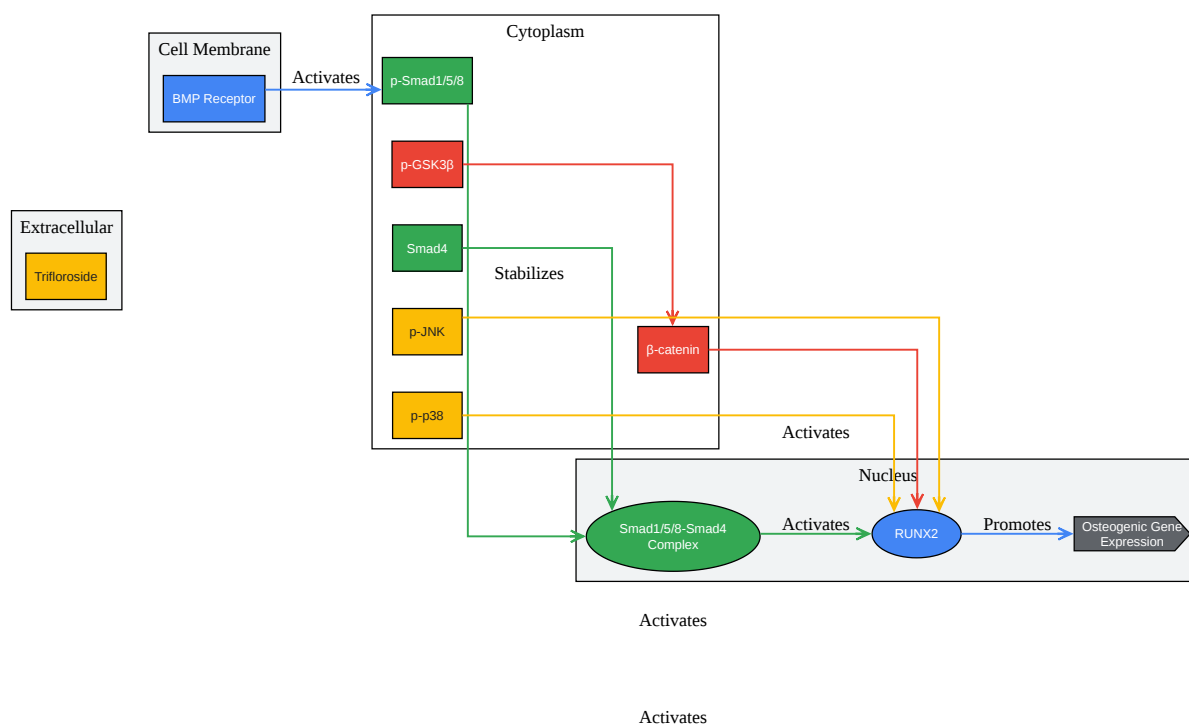 Cytoplasm
Cell Membrane
BMP Receptor
Activates
p-Smad1/5/8
p-GSK3β
Extracellular
Trifloroside
Smad4
Stabilizes
p-JNK
β-catenin
p-p38
Activates
Nucleus
Smad1/5/8-Smad4
Complex
Activates
RUNX2
Promotes
Osteogenic Gene
Expression
Activates
Activates